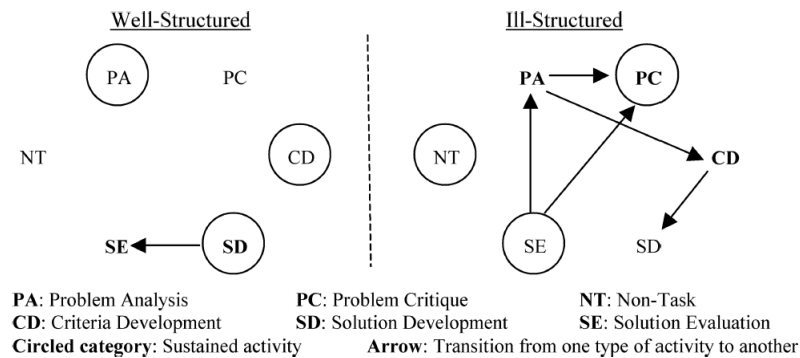 Well-Structured Ill-Structured
PA PC PA PC
NT CD NT CD
SE SD SE SD
PA: Problem Analysis PC: Problem Critique NT: Non-Task
CD: Criteria Development SD: Solution Development SE: Solution Evaluation
Circled category: Sustained activity Arrow: Transition from one type of activity to another